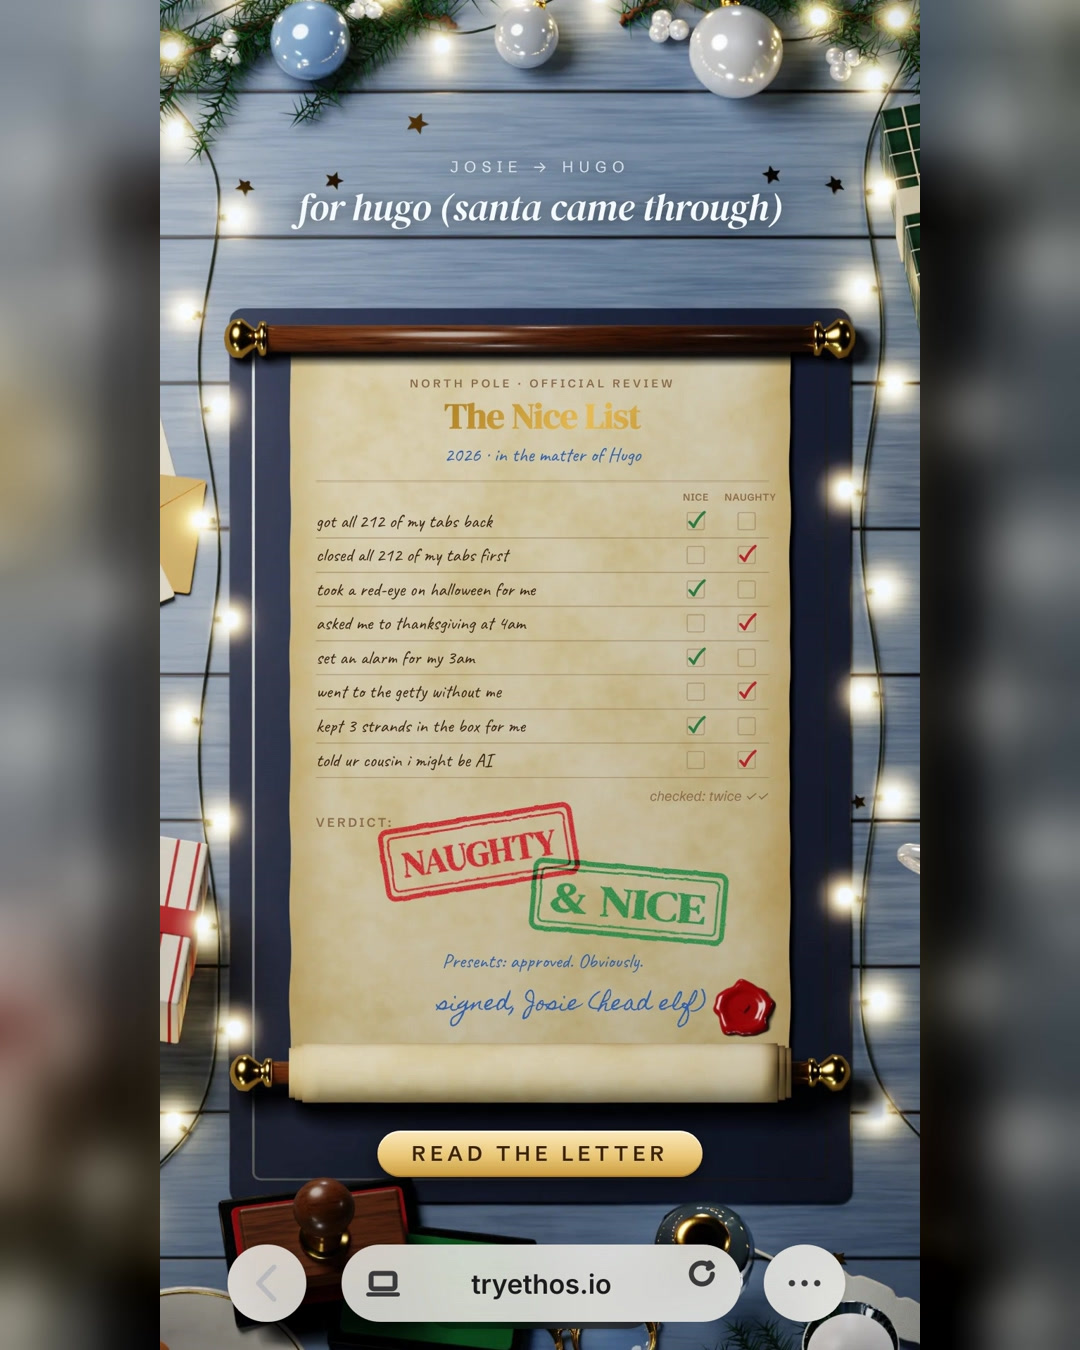 JOSIE → HUGO
for hugo (santa came through)
NORTH POLE · OFFICIAL REVIEW
The Nice List
2026 · in the matter of Hugo
NICE NAUGHTY
got all 212 of my tabs back
closed all 212 of my tabs first
took a red-eye on halloween for me
asked me to thanksgiving at 4am
set an alarm for my 3am
went to the getty without me
kept 3 strands in the box for me
told ur cousin i might be AI
checked: twice ✓✓
VERDICT:
NAUGHTY
& NICE
Presents: approved. Obviously.
signed, Josie (head elf)
READ THE LETTER
tryethos.io